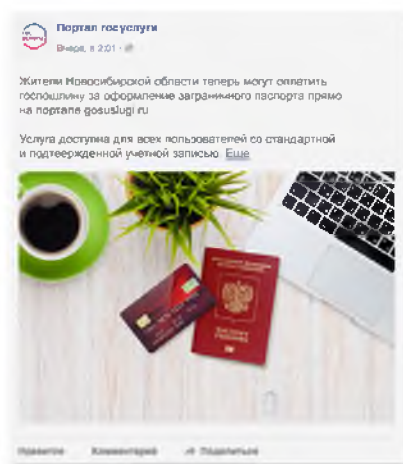 Портал госуслуги
Вчера, в 2:01
Жители Новосибирской области теперь могут оплатить
госпошлину за оформление заграничного паспорта прямо
на портале gosuslugi ru
Услуга доступна для всех пользователей со стандартной
и подтвержденной учетной записью. Еще
ПАСПОРТ
Нравится Комментарий Поделиться